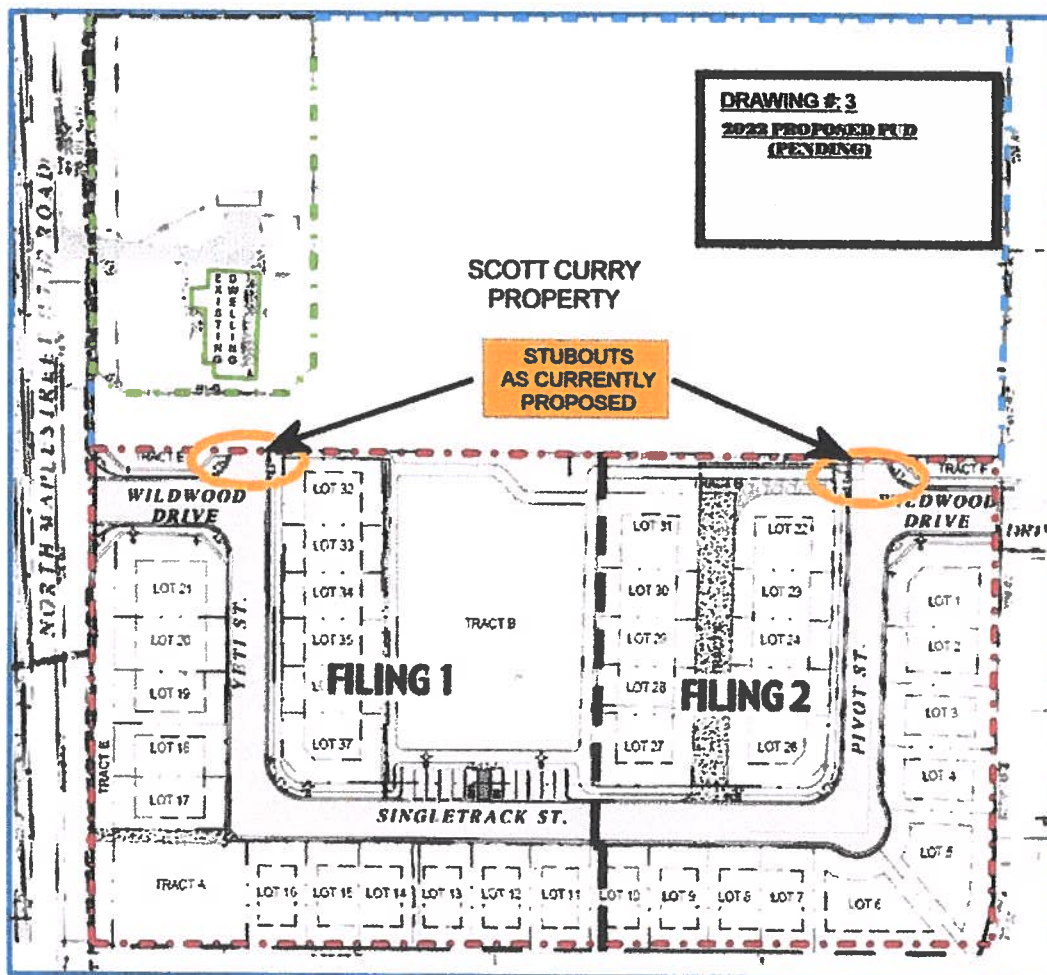 DRAWING #: 3
2022 PROPOSED PUD
(PENDING)
NORTH MAPLE STREET
ROAD
EXISTING
DWELLING
SCOTT CURRY
PROPERTY
STUBOUTS
AS CURRENTLY
PROPOSED
TRACT E
TRACT F
WILDWOOD
DRIVE
WILDWOOD
DRIVE
LOT 32
LOT 33
LOT 34
LOT 35
LOT 37
LOT 21
LOT 20
LOT 19
LOT 18
LOT 17
YETI ST.
TRACT E
FILING 1
TRACT B
LOT 31
LOT 30
LOT 29
LOT 28
LOT 27
LOT 22
LOT 23
LOT 24
LOT 26
FILING 2
PIVOT ST.
LOT 1
LOT 2
LOT 3
LOT 4
LOT 5
SINGLETRACK ST.
TRACT A
LOT 16
LOT 15
LOT 14
LOT 13
LOT 12
LOT 11
LOT 10
LOT 9
LOT 8
LOT 7
LOT 6